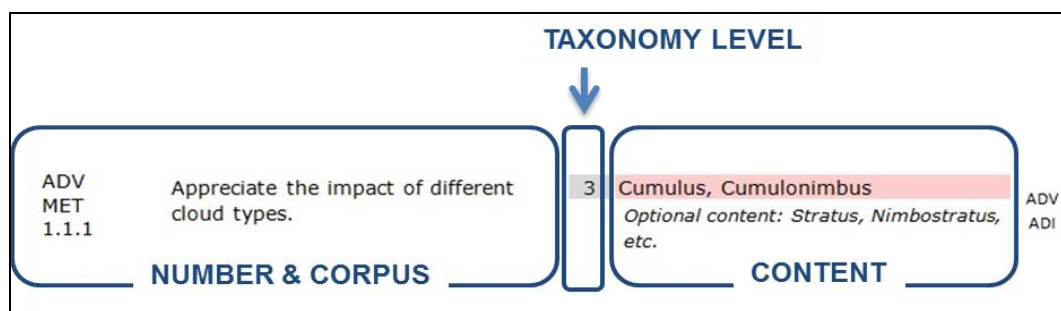 TAXONOMY LEVEL
ADV
MET
1.1.1
Appreciate the impact of different
cloud types.
3
Cumulus, Cumulonimbus
Optional content: Stratus, Nimbostratus,
etc.
ADV
ADI
NUMBER & CORPUS
CONTENT